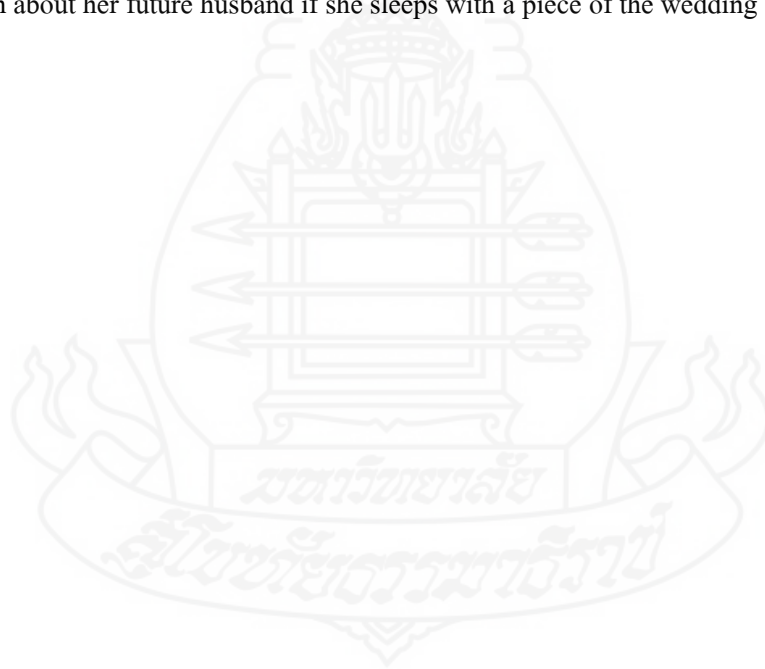 n about her future husband if she sleeps with a piece of the wedding
มหาวิทยาลัย
สุโขทัยธรรมาธิราช